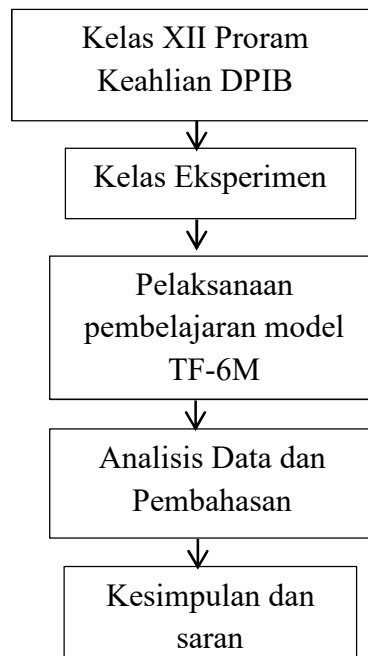 Kelas XII Proram
Keahlian DPIB
Kelas Eksperimen
Pelaksanaan
pembelajaran model
TF-6M
Analisis Data dan
Pembahasan
Kesimpulan dan
saran